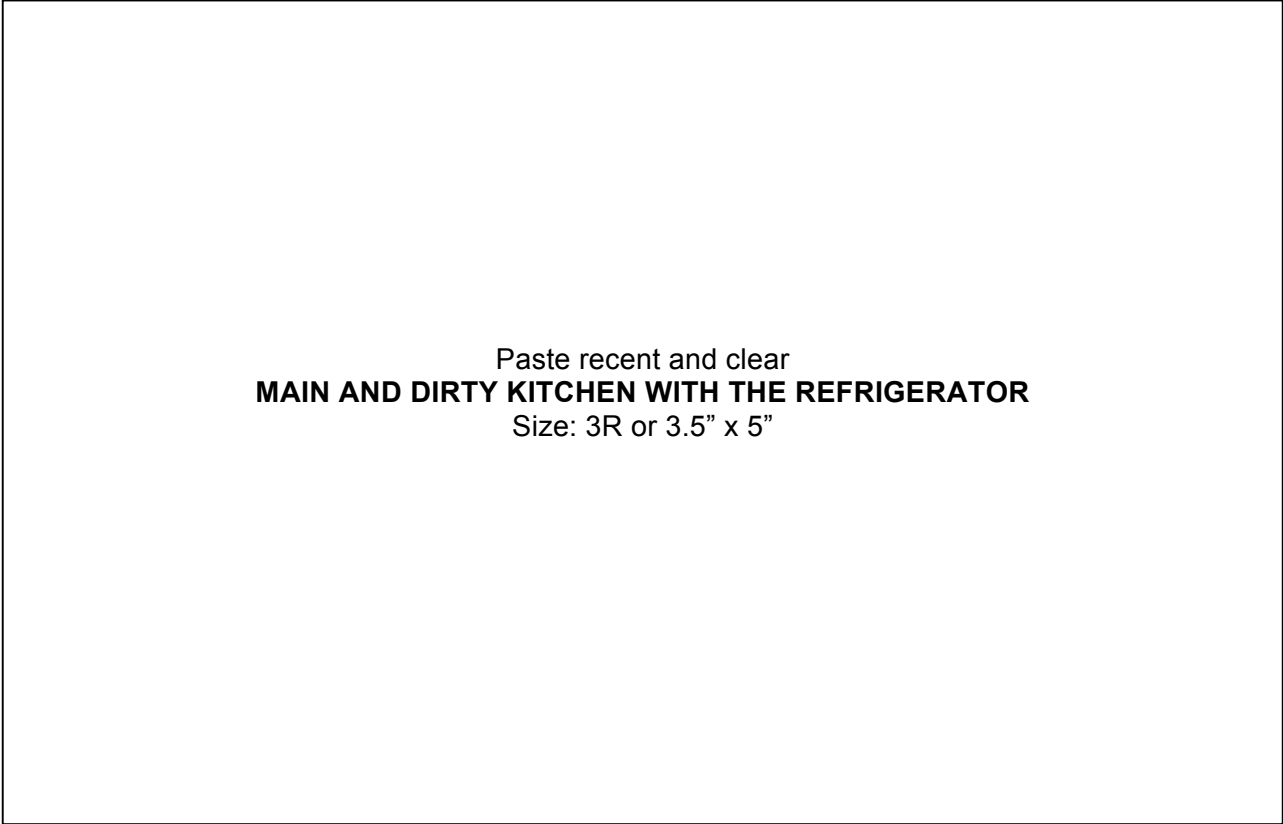 Paste recent and clear
MAIN AND DIRTY KITCHEN WITH THE REFRIGERATOR
Size: 3R or 3.5” x 5”